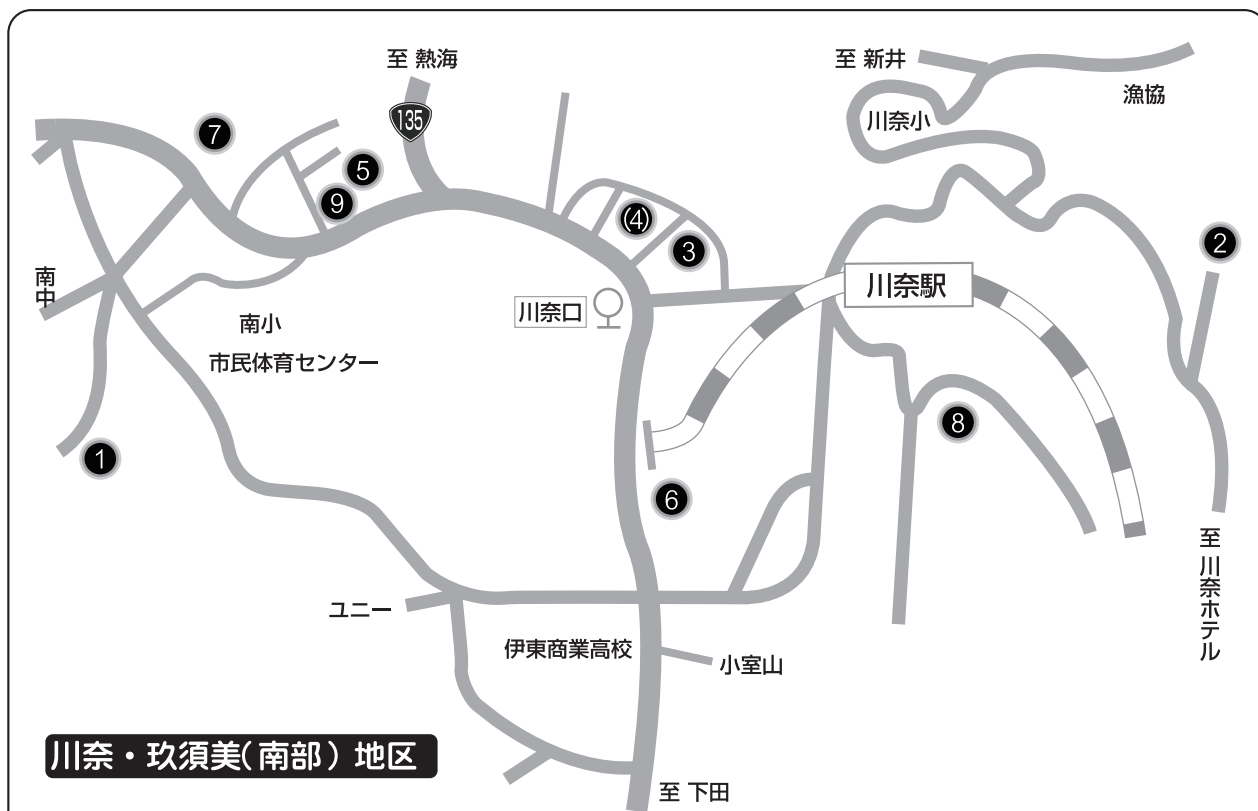 至 熱海
135
至 新井
漁協
川奈小
7
5
9
(4)
3
2
南中
川奈駅
川奈口
南小
市民体育センター
8
1
6
至 川奈ホテル
ユニー
伊東商業高校
小室山
川奈・玖須美(南部)地区
至 下田